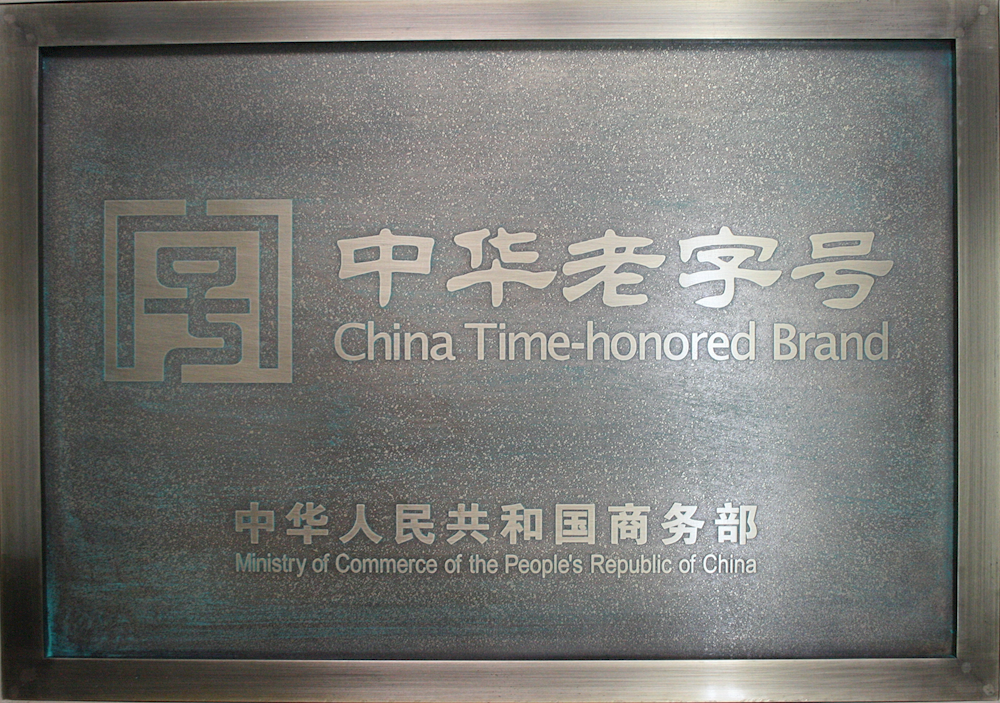 中华老字号
China Time-honored Brand
中华人民共和国商务部
Ministry of Commerce of the People's Republic of China